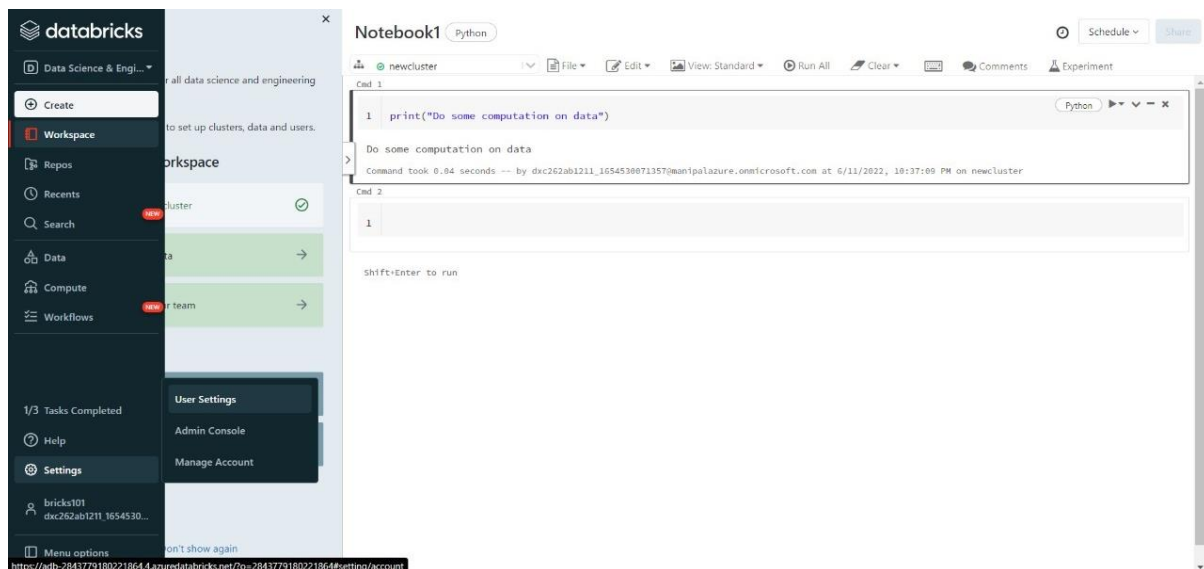 databricks
D Data Science & Engi...
Create
Workspace
Repos
Recents
Search
NEW
Data
Compute
NEW
Workflows
1/3 Tasks Completed
Help
Settings
bricks101
dxc262ab1211_1654530...
Menu options
https://adb-2843779180221864.4.azuredatabricks.net/?o=2843779180221864#setting/account
×
r all data science and engineering
to set up clusters, data and users.
orkspace
cluster
ta
r team
User Settings
Admin Console
Manage Account
on't show again
Notebook1 Python
Schedule
Share
newcluster
File
Edit
View: Standard
Run All
Clear
Comments
Experiment
Cmd 1
Python
1 print("Do some computation on data")
Do some computation on data
Command took 0.04 seconds -- by dxc262ab1211_1654530071357@manipalazure.onmicrosoft.com at 6/11/2022, 10:37:09 PM on newcluster
Cmd 2
1
Shift+Enter to run